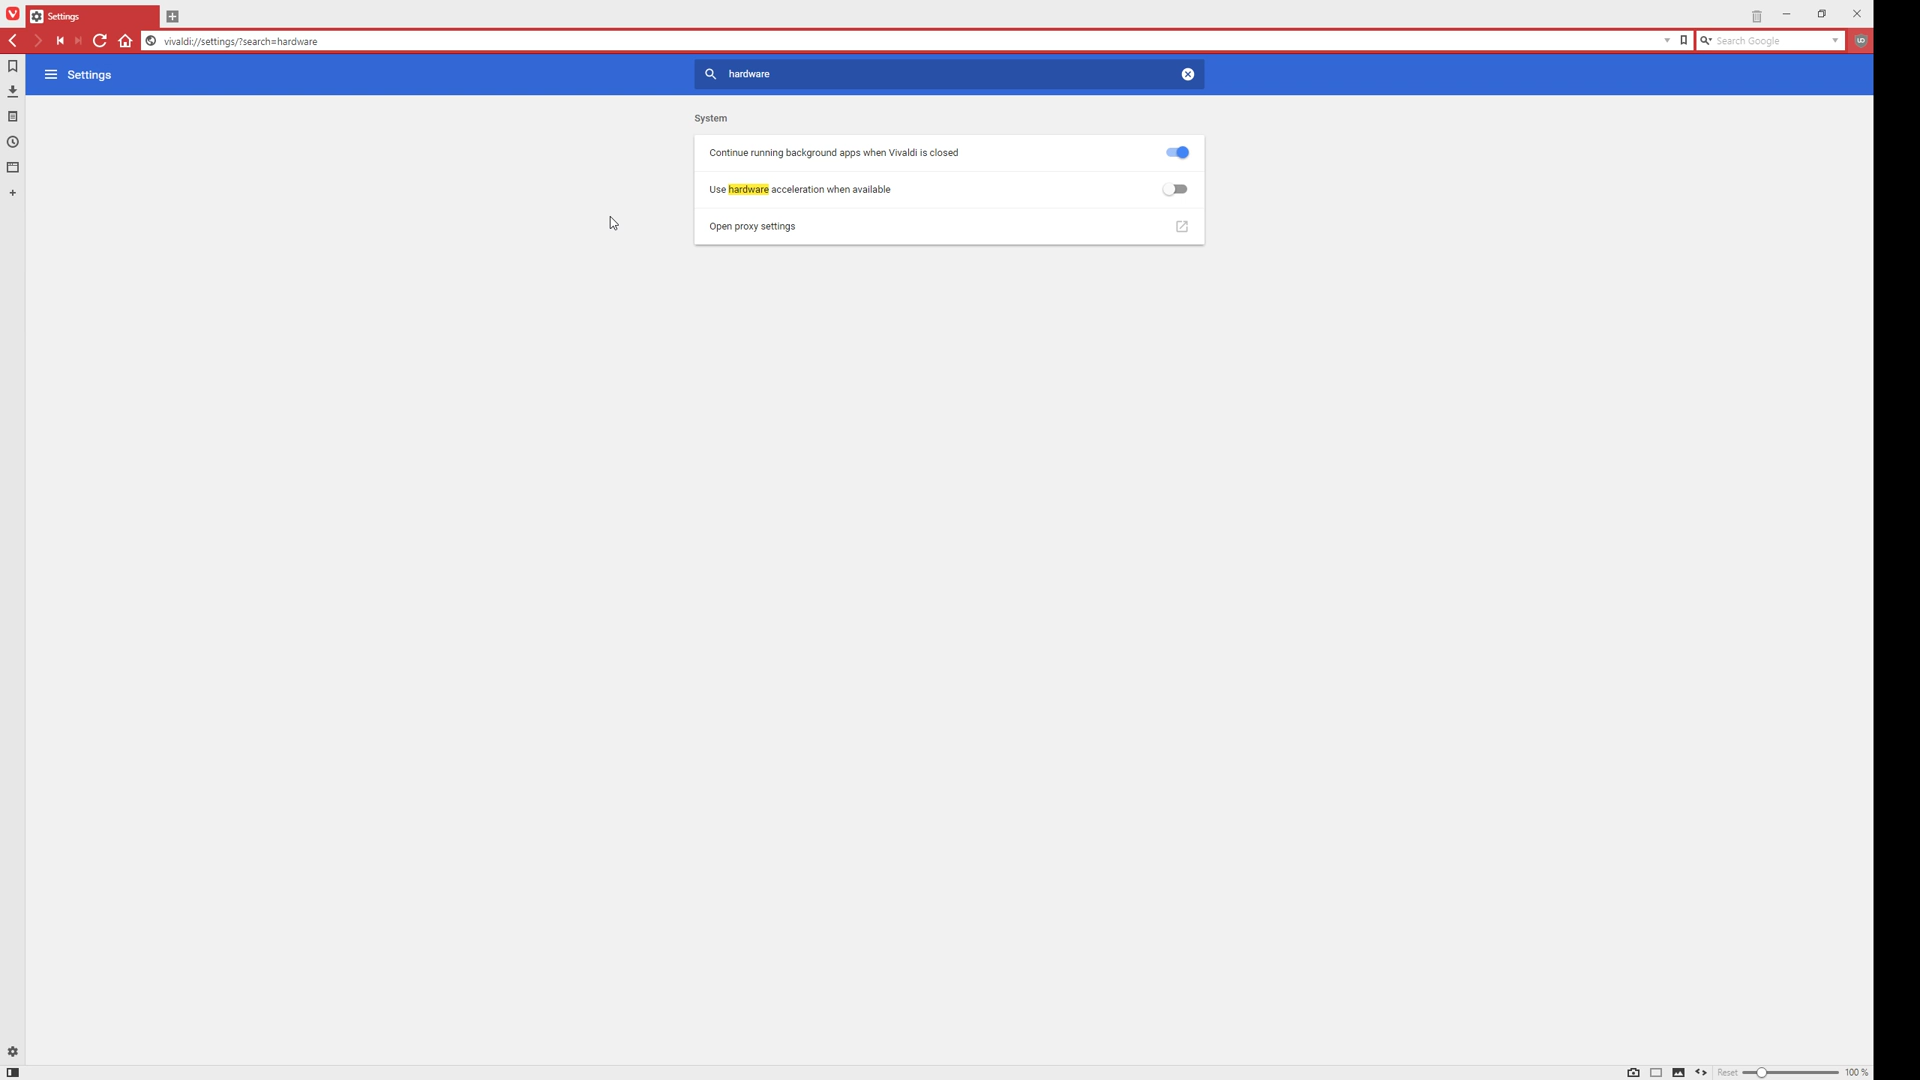 Settings
vivaldi://settings/?search=hardware
Search Google
Settings
hardware
System
Continue running background apps when Vivaldi is closed
Use hardware acceleration when available
Open proxy settings
Reset
100 %